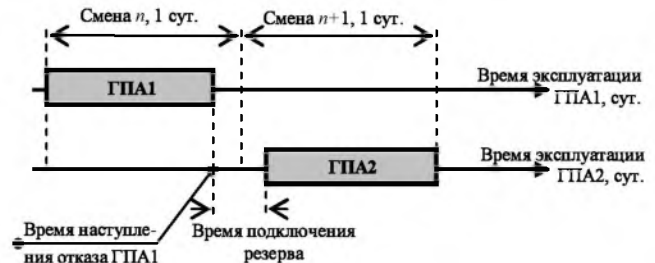 Смена n, 1 сут.
Смена n+1, 1 сут.
ГПА1
Время эксплуатации
ГПА1, сут.
ГПА2
Время эксплуатации
ГПА2, сут.
Время наступле-
ния отказа ГПА1
Время подключения
резерва